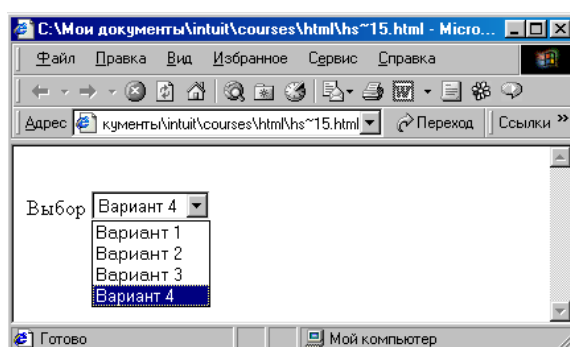 C:\Мои документы\intuit\courses\html\hs~15.html - Micro...
Файл Правка Вид Избранное Сервис Справка
Адрес кументы\intuit\courses\html\hs~15.html Переход Ссылки »
Выбор Вариант 4
Вариант 1
Вариант 2
Вариант 3
Вариант 4
Готово Мой компьютер